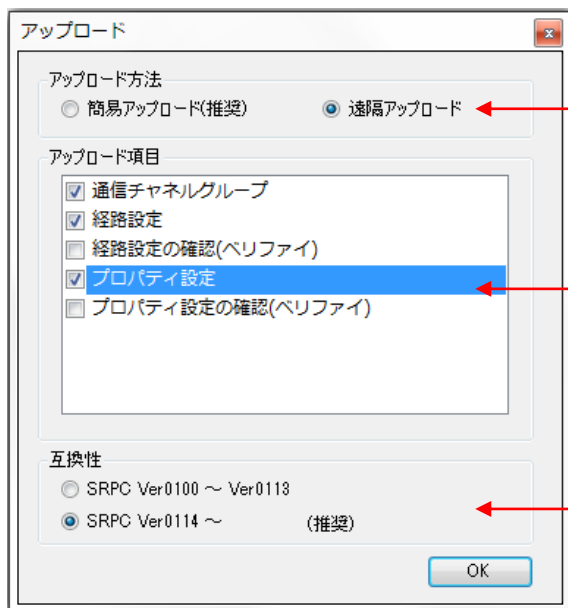 アップロード
アップロード方法
簡易アップロード(推奨) 遠隔アップロード
アップロード項目
通信チャネルグループ
経路設定
経路設定の確認(ベリファイ)
プロパティ設定
プロパティ設定の確認(ベリファイ)
互換性
SRPC Ver0100 ～ Ver0113
SRPC Ver0114 ～ (推奨)
OK